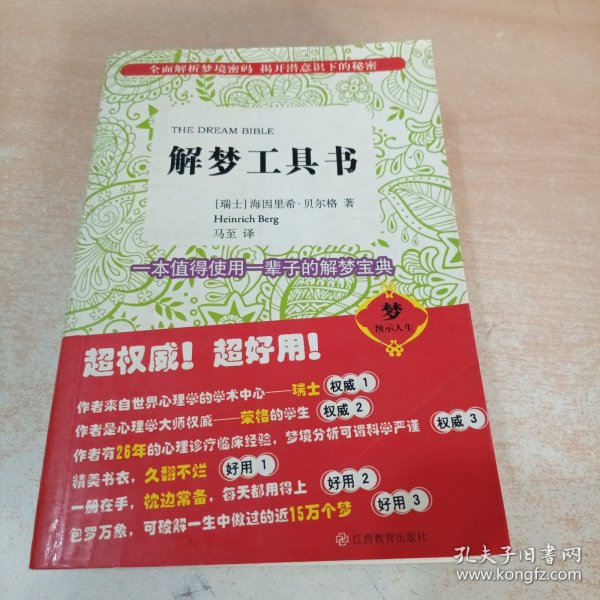 全面解析梦境密码 揭开潜意识下的秘密
THE DREAM BIBLE
解梦工具书
[瑞士]海因里希·贝尔格 著
Heinrich Berg
马至 译
一本值得使用一辈子的解梦宝典
梦
预示人生
超权威！超好用！
作者来自世界心理学的学术中心——瑞士 权威1
作者是心理学大师权威——荣格的学生 权威2
作者有26年的心理诊疗临床经验，梦境分析可谓科学严谨 权威3
精美书衣，久翻不烂 好用1
一册在手，枕边常备，每天都用得上 好用2
包罗万象，可破解一生中做过的近15万个梦 好用3
江西教育出版社
孔夫子旧书网
www.kongfz.com